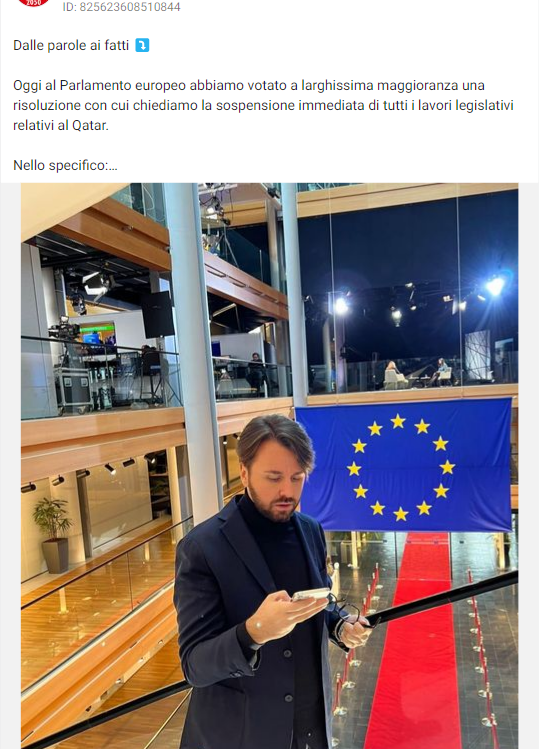 2050
ID: 825623608510844
Dalle parole ai fatti ⤵️
Oggi al Parlamento europeo abbiamo votato a larghissima maggioranza una
risoluzione con cui chiediamo la sospensione immediata di tutti i lavori legislativi
relativi al Qatar.
Nello specifico:...